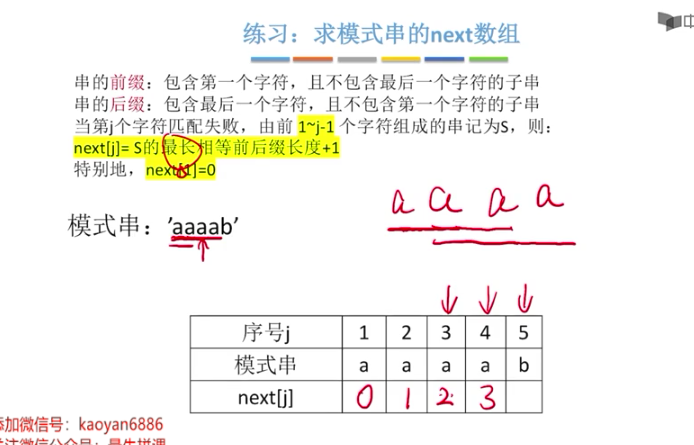 中
练习：求模式串的next数组
串的前缀：包含第一个字符，且不包含最后一个字符的子串
串的后缀：包含最后一个字符，且不包含第一个字符的子串
当第j个字符匹配失败，由前 1~j-1 个字符组成的串记为S，则：
next[j]= S的最长相等前后缀长度+1
特别地，next[1]=0
模式串：'aaaab'
a a a a
序号j 1 2 3 4 5
模式串 a a a a b
next[j] 0 1 2 3
添加微信号：kaoyan6886